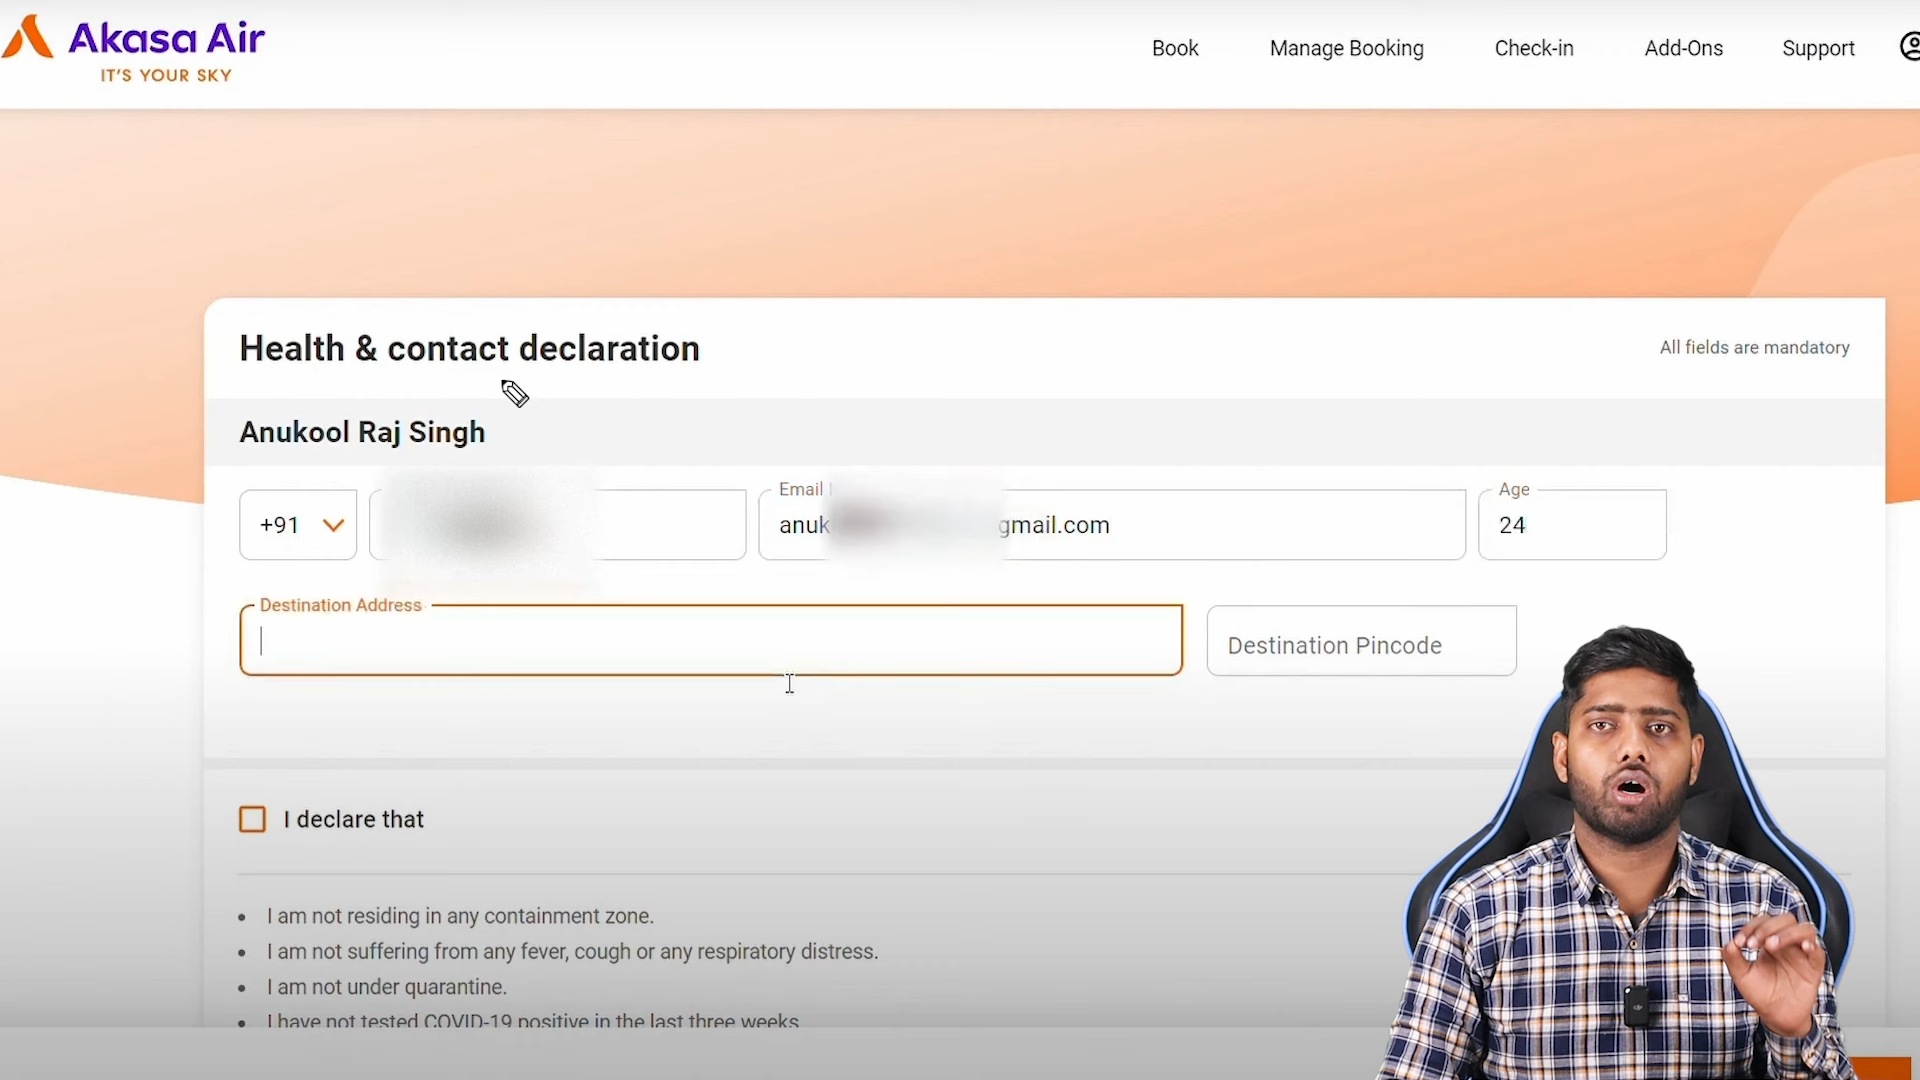 Akasa Air
IT'S YOUR SKY
Book Manage Booking Check-in Add-Ons Support
Health & contact declaration
All fields are mandatory
Anukool Raj Singh
Email
Age
+91
anuk gmail.com
24
Destination Address
Destination Pincode
I declare that
• I am not residing in any containment zone.
• I am not suffering from any fever, cough or any respiratory distress.
• I am not under quarantine.
• I have not tested COVID-19 positive in the last three weeks